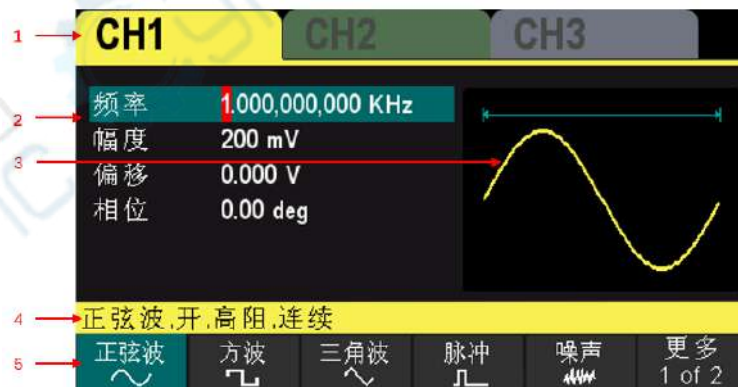 1 CH1 CH2 CH3
2 频率 1.000,000,000 KHz
幅度 200 mV
3
偏移 0.000 V
相位 0.00 deg
4 正弦波,开,高阻,连续
5 正弦波 方波 三角波 脉冲 噪声 更多
1 of 2